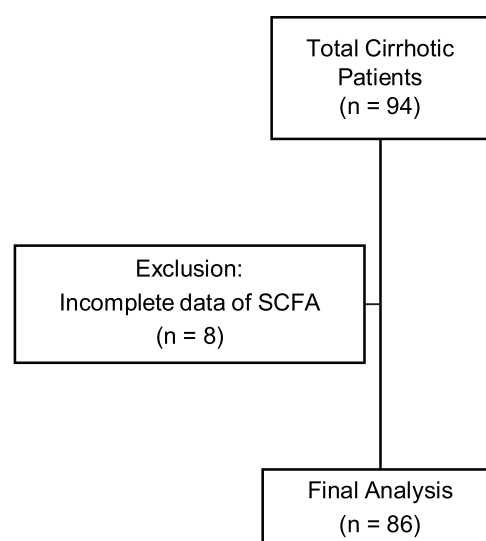 Total Cirrhotic
Patients
(n = 94)
Exclusion:
Incomplete data of SCFA
(n = 8)
Final Analysis
(n = 86)